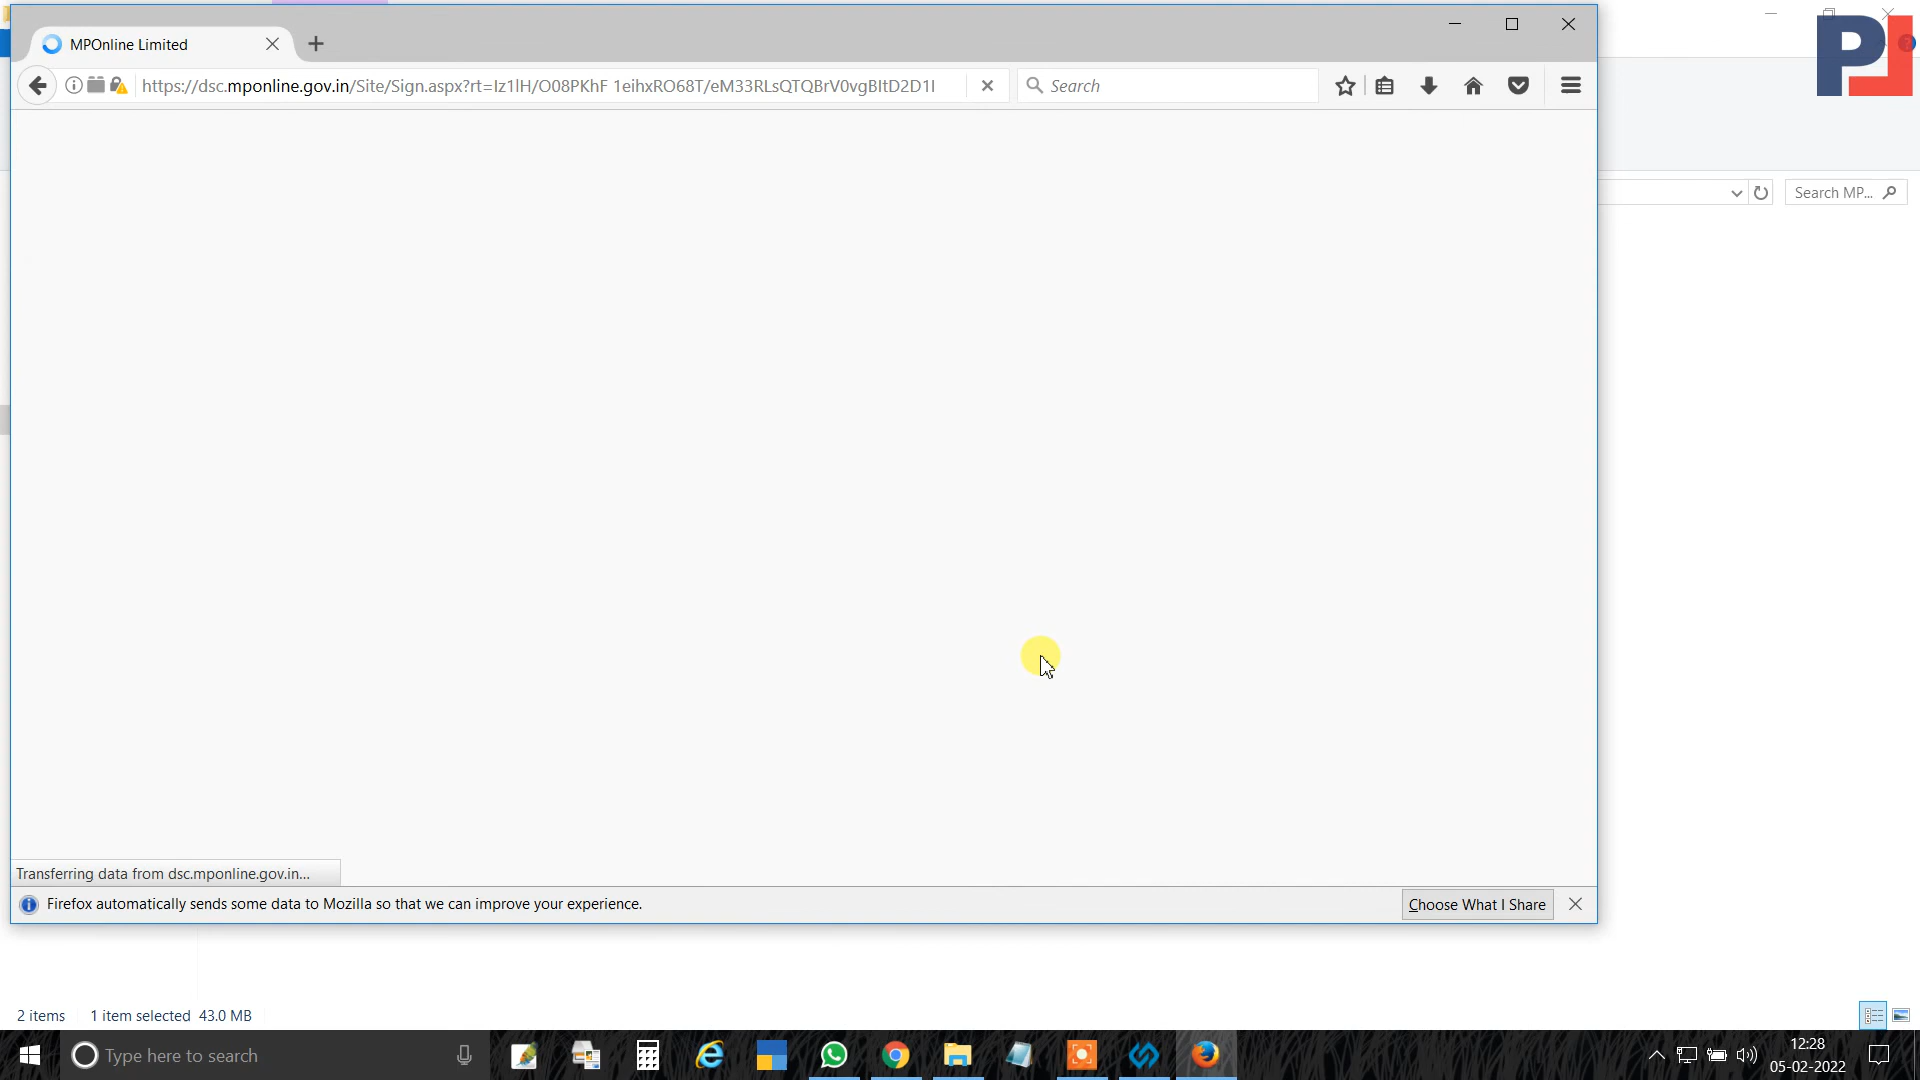 MPOnline Limited
https://dsc.mponline.gov.in/Site/Sign.aspx?rt=Iz1lH/O08PKhF 1eihxRO68T/eM33RLsQTQBrV0vgBItD2D1I
Search
Search MP...
Transferring data from dsc.mponline.gov.in...
Firefox automatically sends some data to Mozilla so that we can improve your experience.
Choose What I Share
2 items 1 item selected 43.0 MB
Type here to search
12:28
05-02-2022